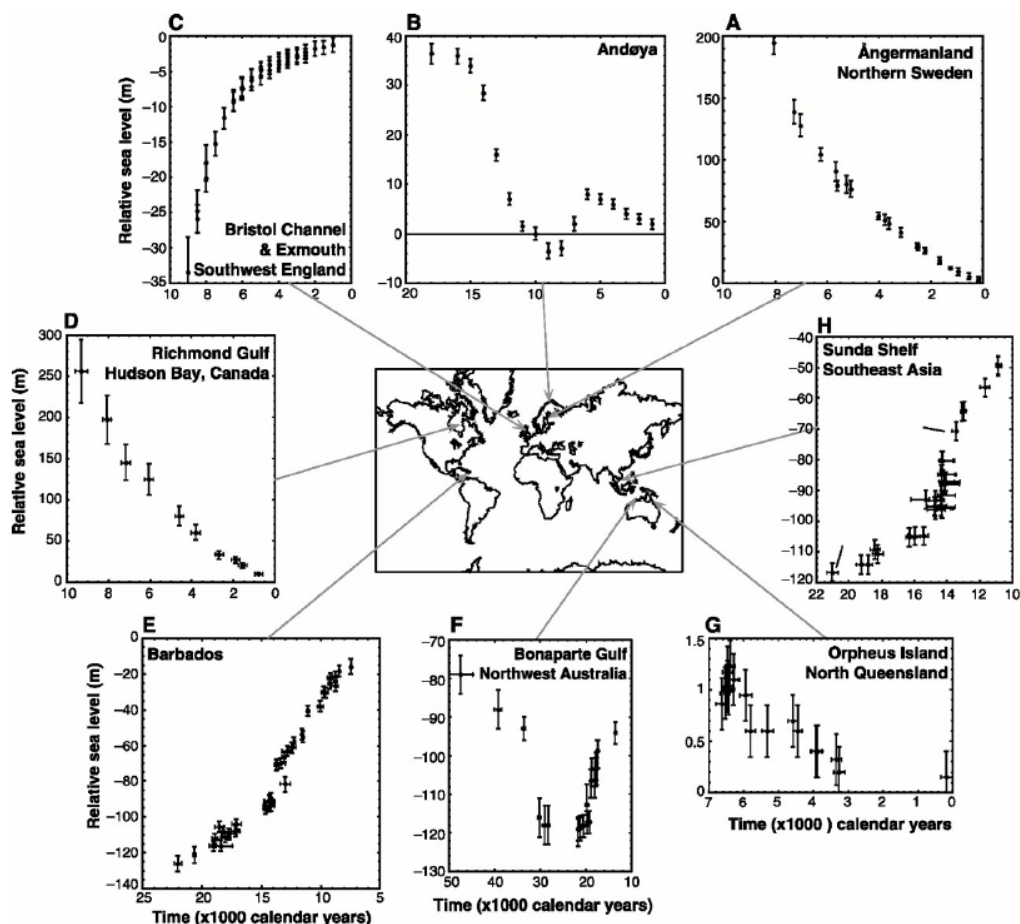 C
Relative sea level (m)
0
−5
−10
−15
−20
−25
−30
−35
Bristol Channel
& Exmouth
Southwest England
10 8 6 4 2 0
B
40
30
20
10
0
−10
Andøya
20 15 10 5 0
A
200
150
100
50
0
Ångermanland
Northern Sweden
10 8 6 4 2 0
D
Relative sea level (m)
300
250
200
150
100
50
0
Richmond Gulf
Hudson Bay, Canada
10 8 6 4 2 0
H
−40
−50
−60
−70
−80
−90
−100
−110
−120
Sunda Shelf
Southeast Asia
22 20 18 16 14 12 10
E
Relative sea level (m)
0
−20
−40
−60
−80
−100
−120
−140
Barbados
25 20 15 10 5
Time (x1000 calendar years)
F
−70
−80
−90
−100
−110
−120
−130
Bonaparte Gulf
Northwest Australia
50 40 30 20 10
Time (x1000 calendar years)
G
1.5
1
0.5
0
Orpheus Island
North Queensland
7 6 5 4 3 2 1 0
Time (x1000 ) calendar years